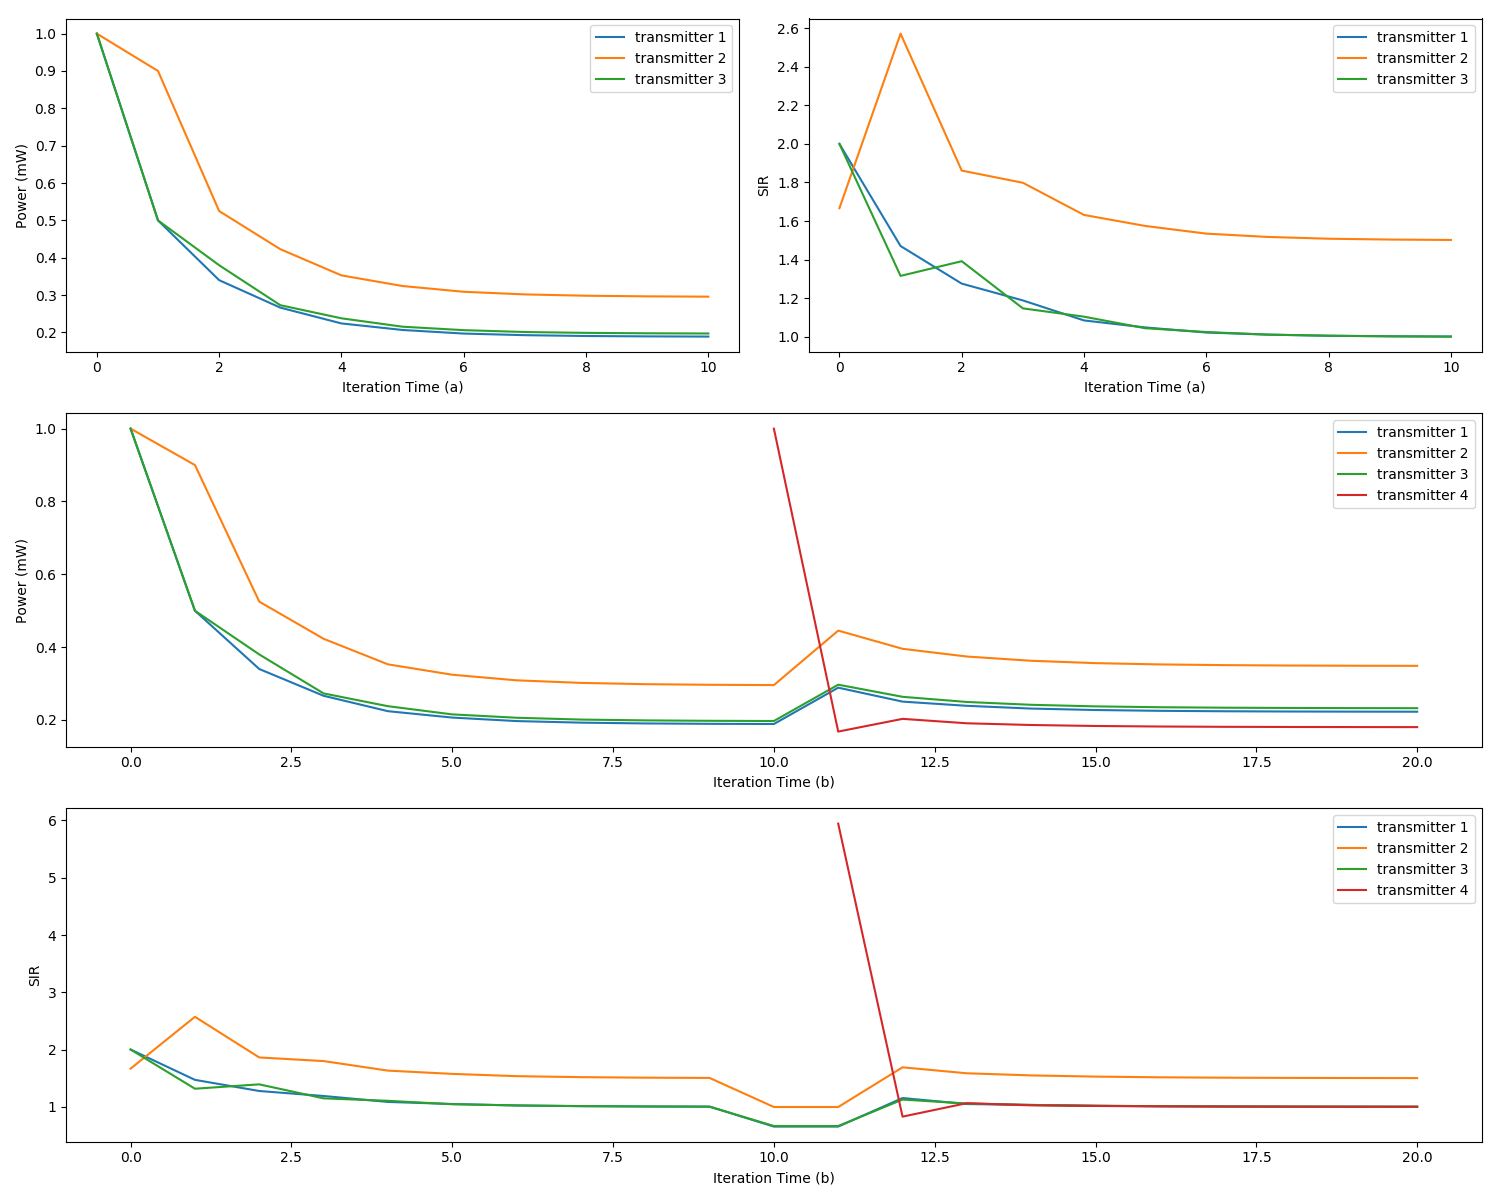 Power (mW)
1.0
0.9
0.8
0.7
0.6
0.5
0.4
0.3
0.2
transmitter 1
transmitter 2
transmitter 3
0 2 4 6 8 10
Iteration Time (a)
SIR
2.6
2.4
2.2
2.0
1.8
1.6
1.4
1.2
1.0
transmitter 1
transmitter 2
transmitter 3
0 2 4 6 8 10
Iteration Time (a)
Power (mW)
1.0
0.8
0.6
0.4
0.2
transmitter 1
transmitter 2
transmitter 3
transmitter 4
0.0 2.5 5.0 7.5 10.0 12.5 15.0 17.5 20.0
Iteration Time (b)
SIR
6
5
4
3
2
1
transmitter 1
transmitter 2
transmitter 3
transmitter 4
0.0 2.5 5.0 7.5 10.0 12.5 15.0 17.5 20.0
Iteration Time (b)